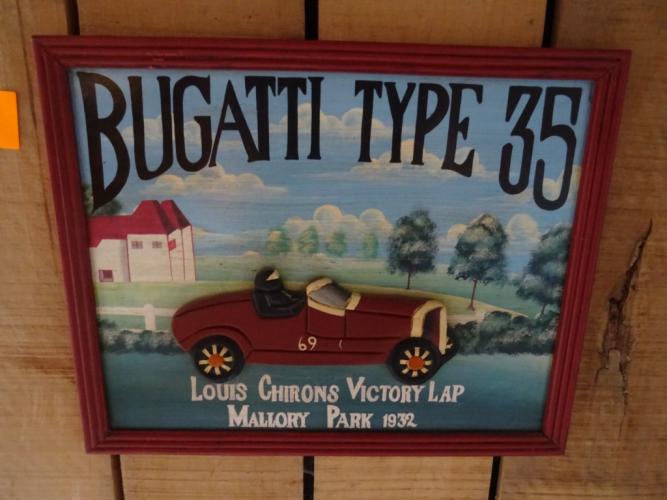 BUGATTI TYPE 35
69
LOUIS CHIRONS VICTORY LAP
MALLORY PARK 1932